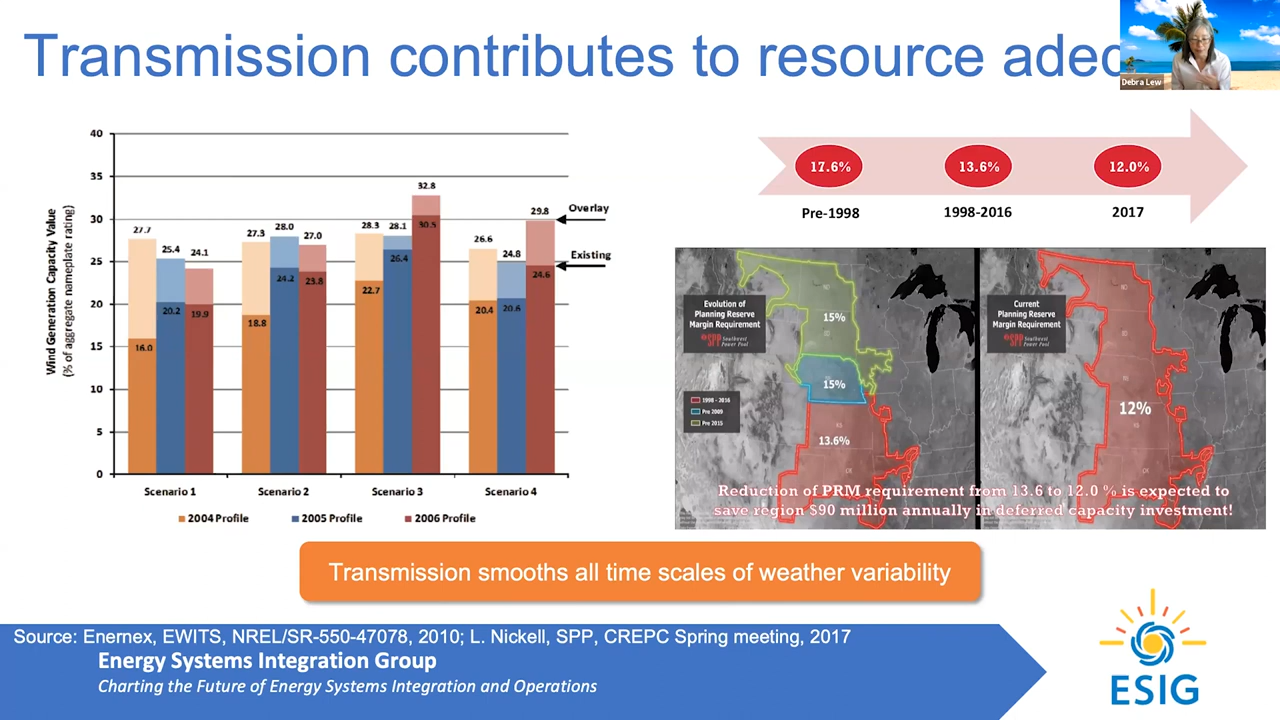 Transmission contributes to resource adec
Debra Lew
Wind Generation Capacity Value
(% of aggregate nameplate rating)
40
35
30
25
20
15
10
5
0
27.7
25.4
24.1
16.0
20.2
19.9
27.3
28.0
27.0
18.8
24.2
23.8
28.3
28.1
32.8
22.7
26.4
30.5
26.6
24.8
29.8
20.4
20.6
24.6
Overlay
Existing
Scenario 1
Scenario 2
Scenario 3
Scenario 4
2004 Profile
2005 Profile
2006 Profile
17.6%
13.6%
12.0%
Pre-1998
1998-2016
2017
Evolution of
Planning Reserve
Margin Requirement
SPP Southwest
Power Pool
1998 - 2016
Pre 2009
Pre 2015
15%
15%
13.6%
Current
Planning Reserve
Margin Requirement
SPP Southwest
Power Pool
12%
Reduction of PRM requirement from 13.6 to 12.0 % is expected to
save region $90 million annually in deferred capacity investment!
Transmission smooths all time scales of weather variability
Source: Enernex, EWITS, NREL/SR-550-47078, 2010; L. Nickell, SPP, CREPC Spring meeting, 2017
Energy Systems Integration Group
Charting the Future of Energy Systems Integration and Operations
ESIG